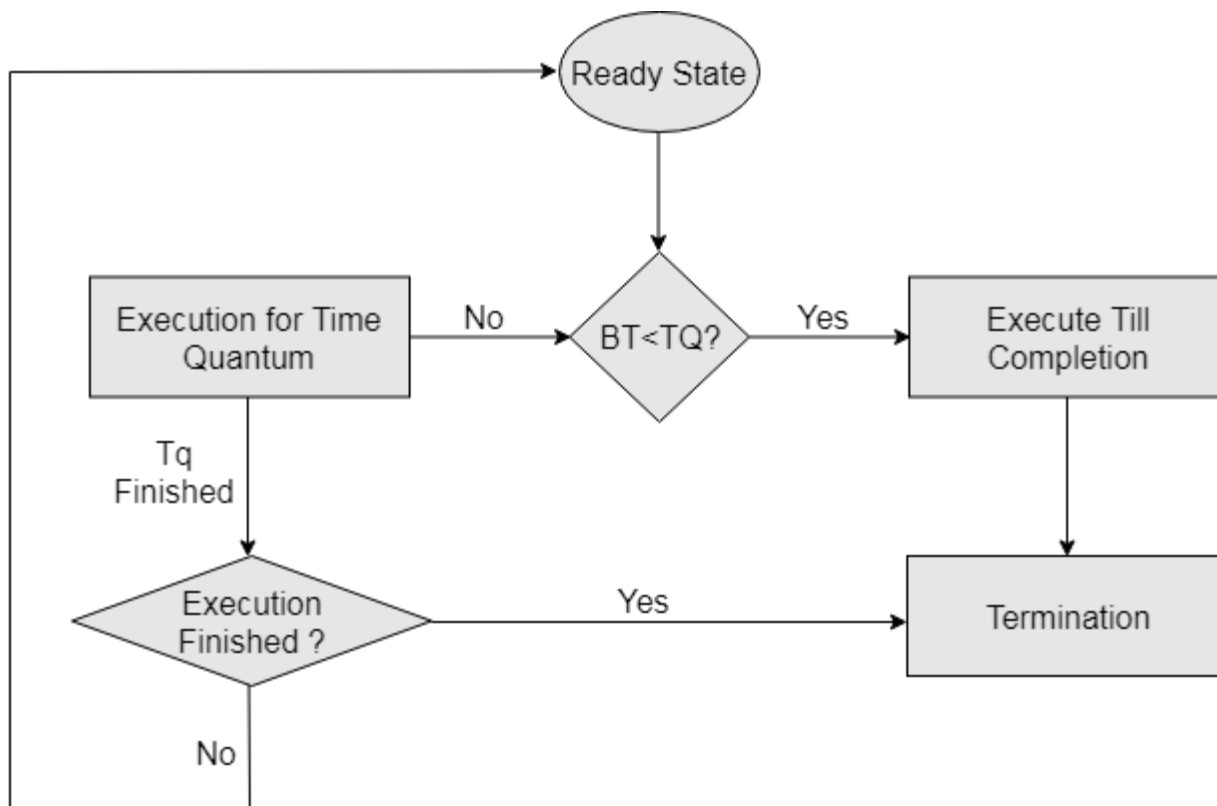 Ready State
Execution for Time
Quantum
No
BT<TQ?
Yes
Execute Till
Completion
Tq
Finished
Execution
Finished ?
Yes
Termination
No